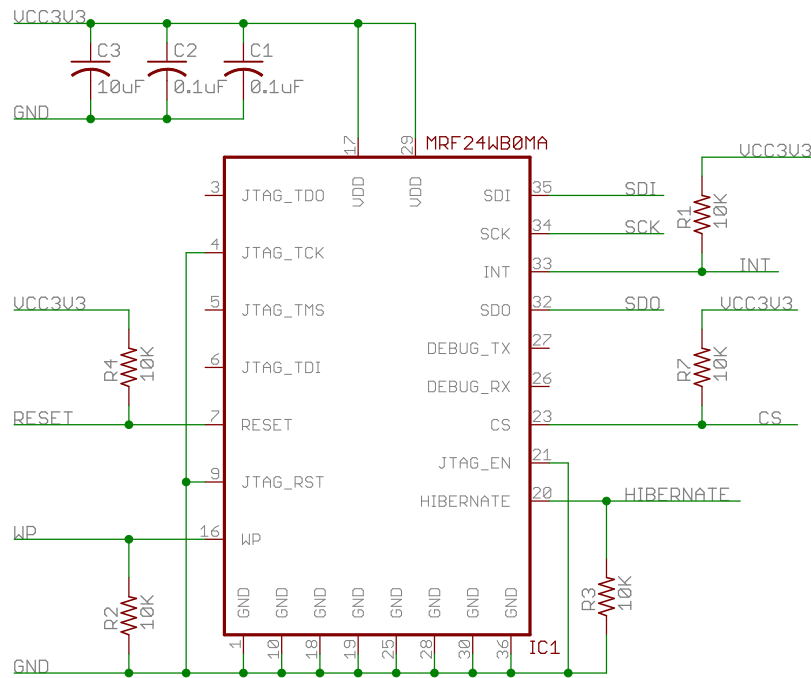 VCC3V3
C3
C2
C1
10uF
0.1uF
0.1uF
GND
17
29
MRF24WB0MA
VCC3V3
VDD
VDD
3
JTAG_TDO
SDI
35
SDI
R1
10K
4
JTAG_TCK
SCK
34
SCK
INT
33
INT
VCC3V3
5
JTAG_TMS
SDO
32
SDO
VCC3V3
R4
10K
6
JTAG_TDI
DEBUG_TX
27
R7
10K
DEBUG_RX
26
RESET
7
RESET
CS
23
CS
9
JTAG_RST
JTAG_EN
21
HIBERNATE
20
HIBERNATE
WP
16
WP
R2
10K
R3
10K
GND
GND
GND
GND
GND
GND
GND
GND
IC1
1
10
18
19
25
28
30
36
GND